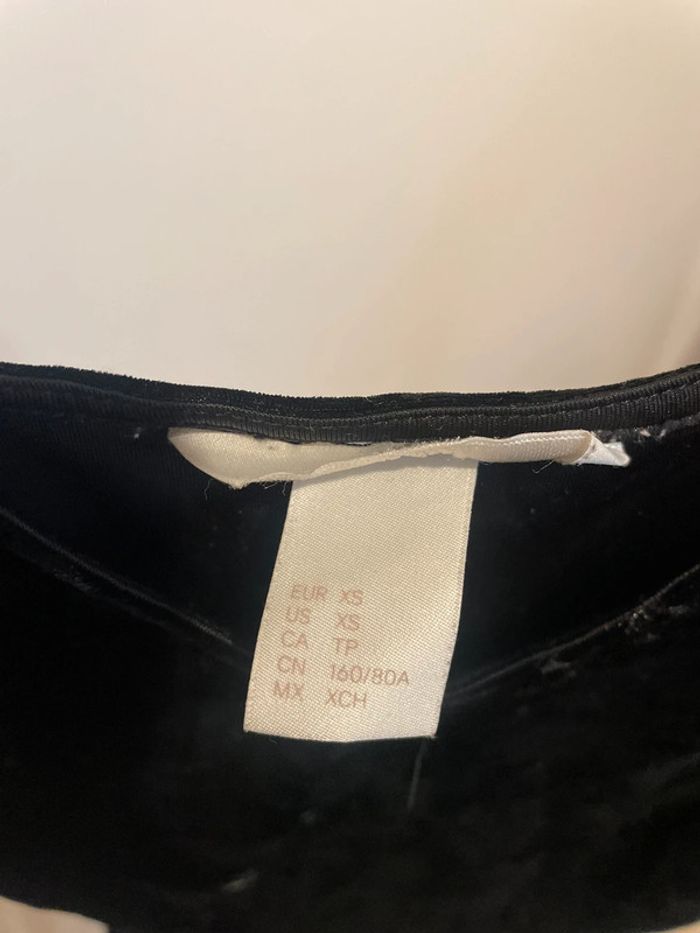 EUR XS
US XS
CA TP
CN 160/80A
MX XCH